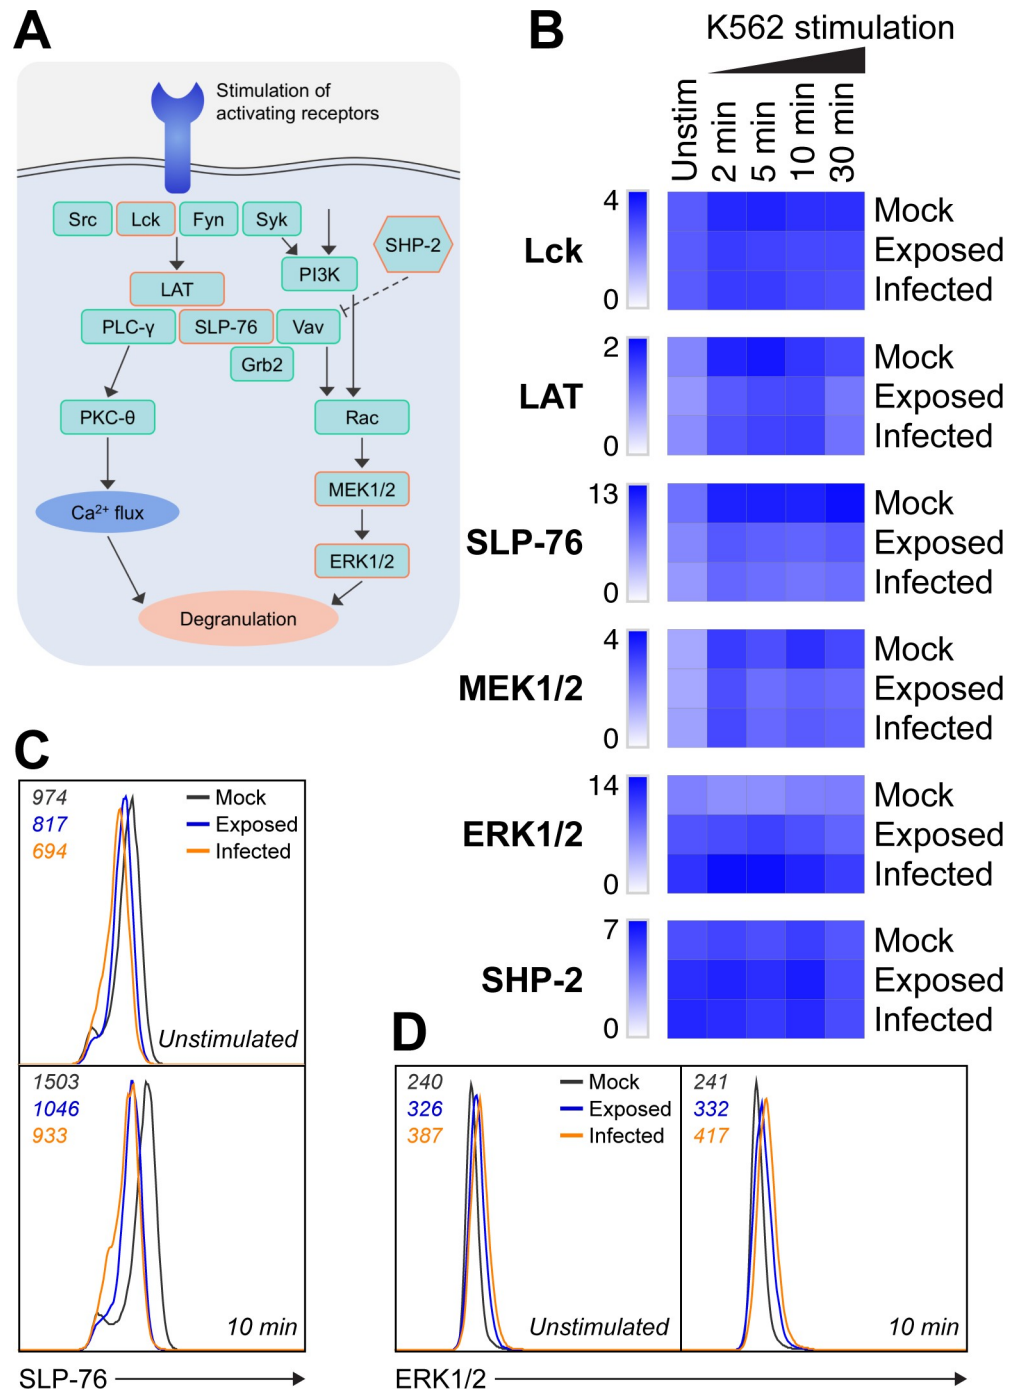 A
Stimulation of
activating receptors
Src
Lck
Fyn
Syk
SHP-2
PI3K
LAT
PLC-γ
SLP-76
Vav
Grb2
PKC-θ
Rac
MEK1/2
Ca²⁺ flux
ERK1/2
Degranulation
B
K562 stimulation
Unstim
2 min
5 min
10 min
30 min
Lck
4
0
Mock
Exposed
Infected
LAT
2
0
Mock
Exposed
Infected
SLP-76
13
0
Mock
Exposed
Infected
MEK1/2
4
0
Mock
Exposed
Infected
ERK1/2
14
0
Mock
Exposed
Infected
SHP-2
7
0
Mock
Exposed
Infected
C
974
817
694
Mock
Exposed
Infected
Unstimulated
1503
1046
933
10 min
SLP-76
D
240
326
387
Mock
Exposed
Infected
Unstimulated
241
332
417
10 min
ERK1/2